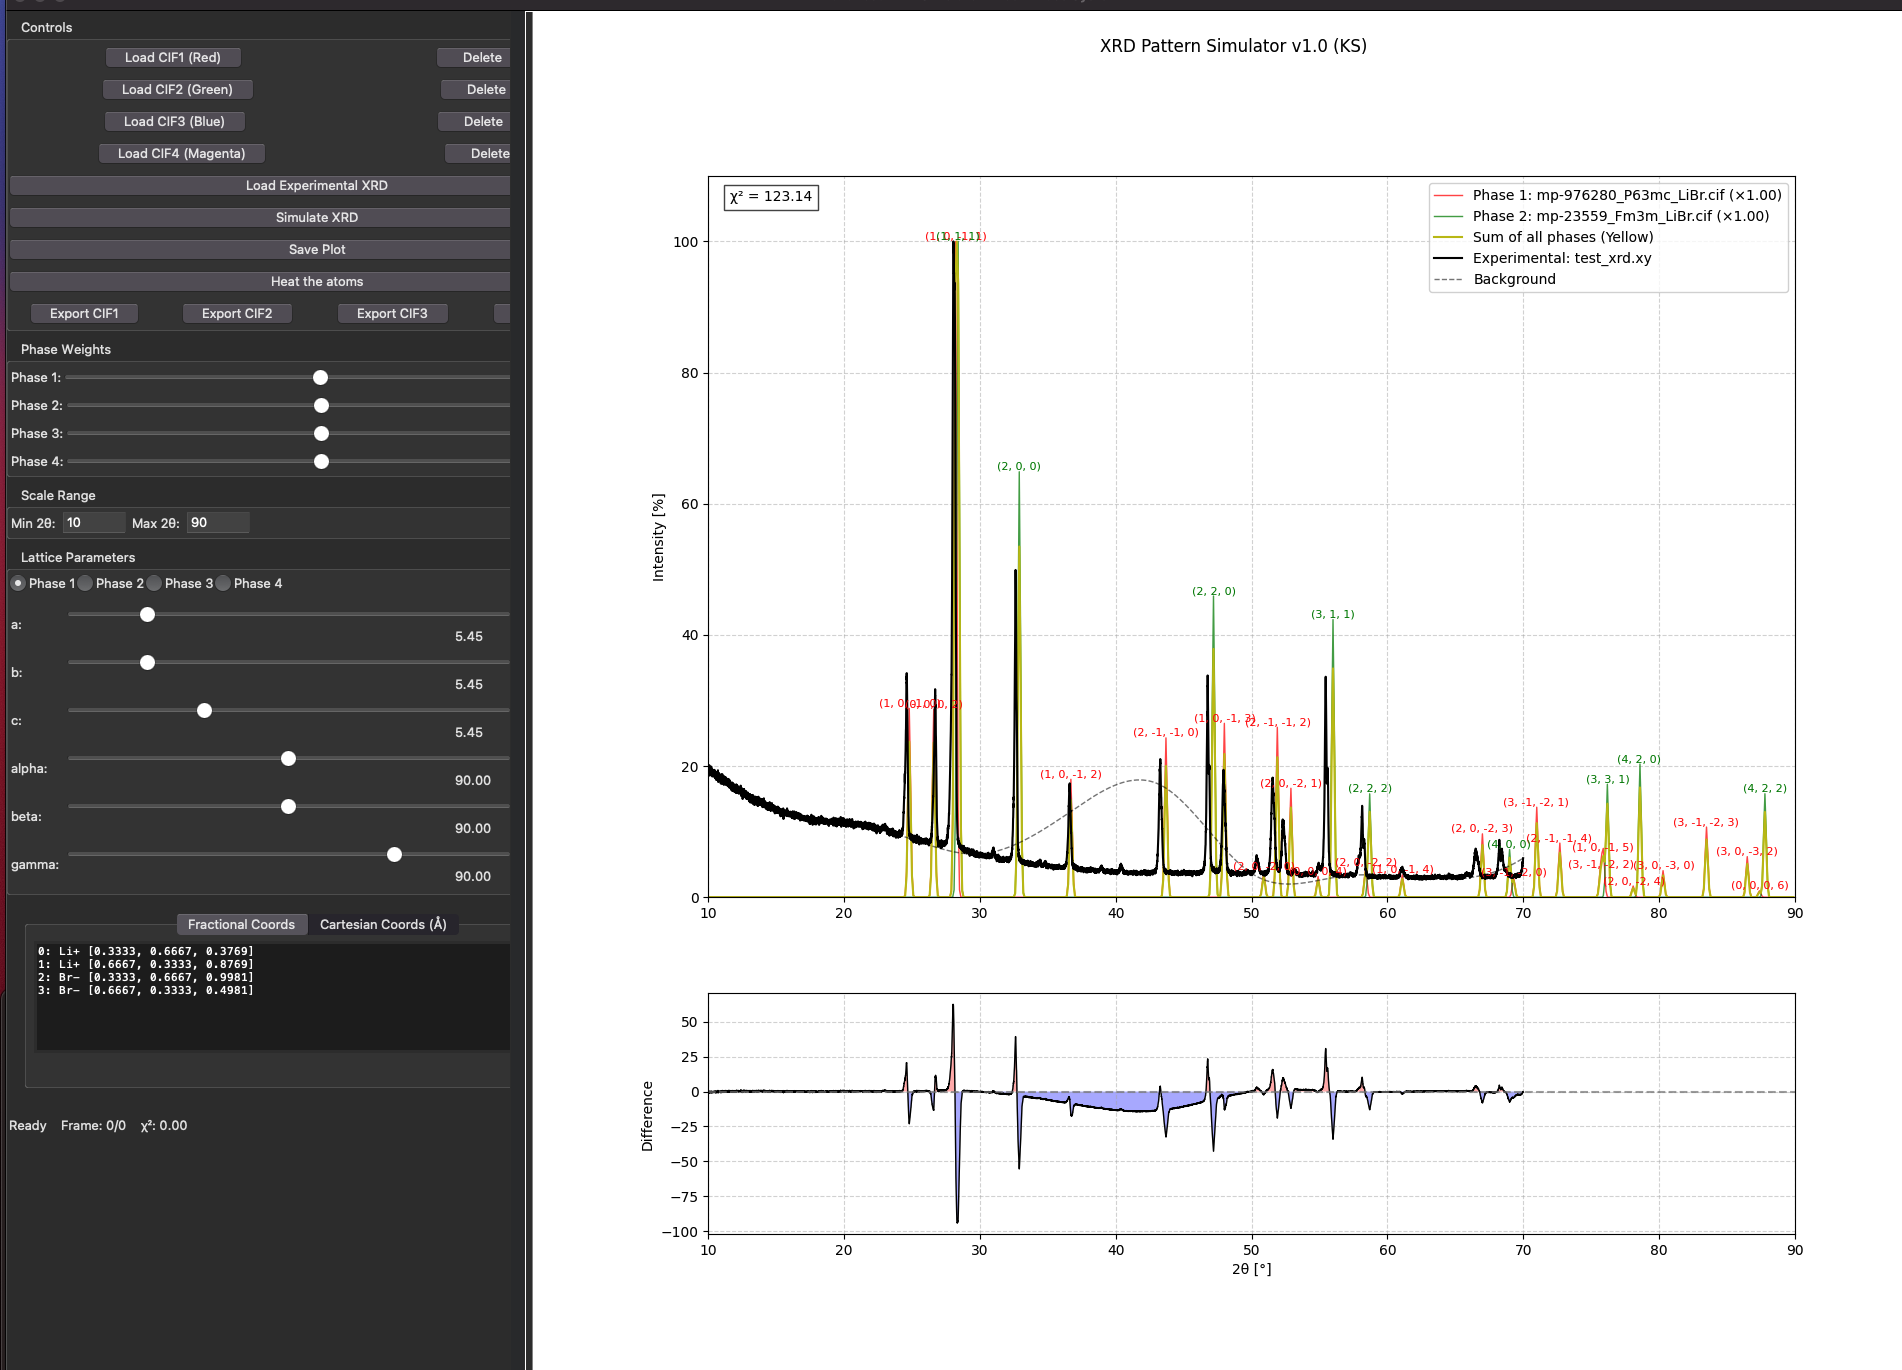 Controls
Load CIF1 (Red) Delete
Load CIF2 (Green) Delete
Load CIF3 (Blue) Delete
Load CIF4 (Magenta) Delete
Load Experimental XRD
Simulate XRD
Save Plot
Heat the atoms
Export CIF1 Export CIF2 Export CIF3
Phase Weights
Phase 1:
Phase 2:
Phase 3:
Phase 4:
Scale Range
Min 2θ: 10 Max 2θ: 90
Lattice Parameters
Phase 1 Phase 2 Phase 3 Phase 4
a:
5.45
b:
5.45
c:
5.45
alpha:
90.00
beta:
90.00
gamma:
90.00
Fractional Coords Cartesian Coords (Å)
0: Li+ [0.3333, 0.6667, 0.3769]
1: Li+ [0.6667, 0.3333, 0.8769]
2: Br- [0.3333, 0.6667, 0.9981]
3: Br- [0.6667, 0.3333, 0.4981]
Ready Frame: 0/0 χ²: 0.00
XRD Pattern Simulator v1.0 (KS)
χ² = 123.14
Phase 1: mp-976280_P63mc_LiBr.cif (×1.00)
Phase 2: mp-23559_Fm3m_LiBr.cif (×1.00)
Sum of all phases (Yellow)
Experimental: test_xrd.xy
Background
Intensity [%]
100
80
60
40
20
0
(2, 0, 0)
(2, 2, 0)
(3, 1, 1)
(1, 0, -1, 3)
(2, -1, -1, 2)
(2, -1, -1, 0)
(1, 0, -1, 2)
(2, 0, -2, 1)
(2, 2, 2)
(4, 2, 0)
(3, 3, 1)
(4, 2, 2)
(3, -1, -2, 1)
(2, 0, -2, 3)
(4, 0, 0)
(2, -1, -1, 4)
(3, -1, -2, 3)
(1, 0, -1, 5)
(3, 0, -3, 2)
(3, -1, -2, 2)
(3, 0, -3, 0)
(2, 0, -2, 2)
(1, 0, -1, 4)
(2, 0, -2, 4)
(0, 0, 0, 6)
10 20 30 40 50 60 70 80 90
Difference
50
25
0
−25
−50
−75
−100
10 20 30 40 50 60 70 80 90
2θ [°]